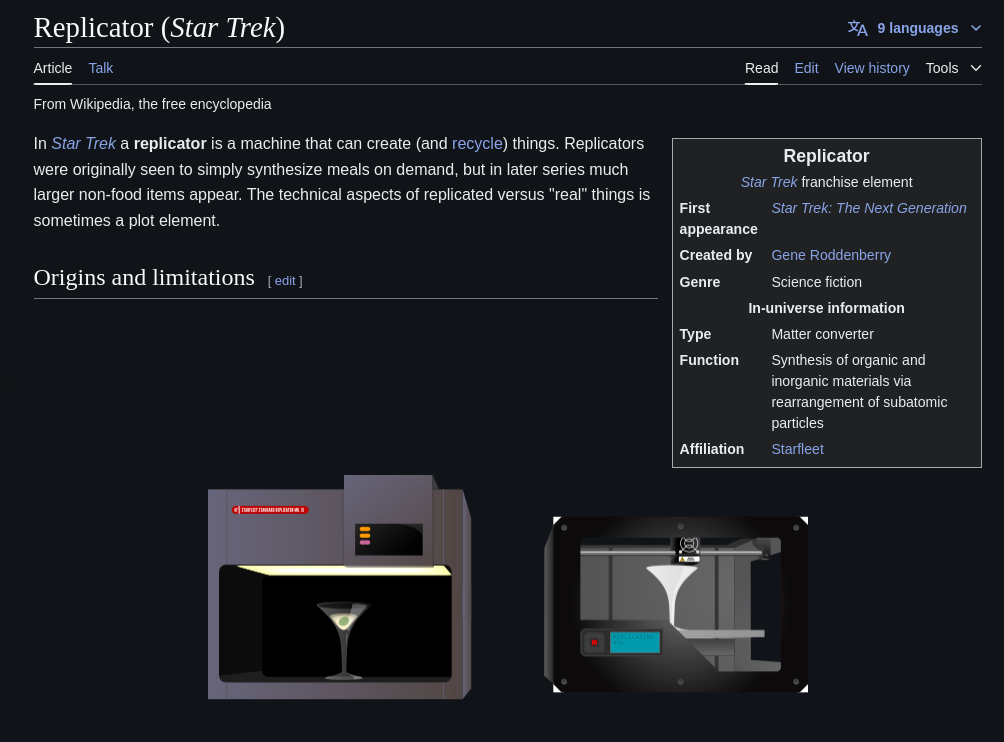 Replicator (Star Trek)
9 languages
Article Talk
Read Edit View history Tools
From Wikipedia, the free encyclopedia
In Star Trek a replicator is a machine that can create (and recycle) things. Replicators
were originally seen to simply synthesize meals on demand, but in later series much
larger non-food items appear. The technical aspects of replicated versus "real" things is
sometimes a plot element.
Origins and limitations [ edit ]
Replicator
Star Trek franchise element
First appearance Star Trek: The Next Generation
Created by Gene Roddenberry
Genre Science fiction
In-universe information
Type Matter converter
Function Synthesis of organic and
inorganic materials via
rearrangement of subatomic
particles
Affiliation Starfleet
STARFLEET STANDARD REPLICATOR MK. II
REPLICATING